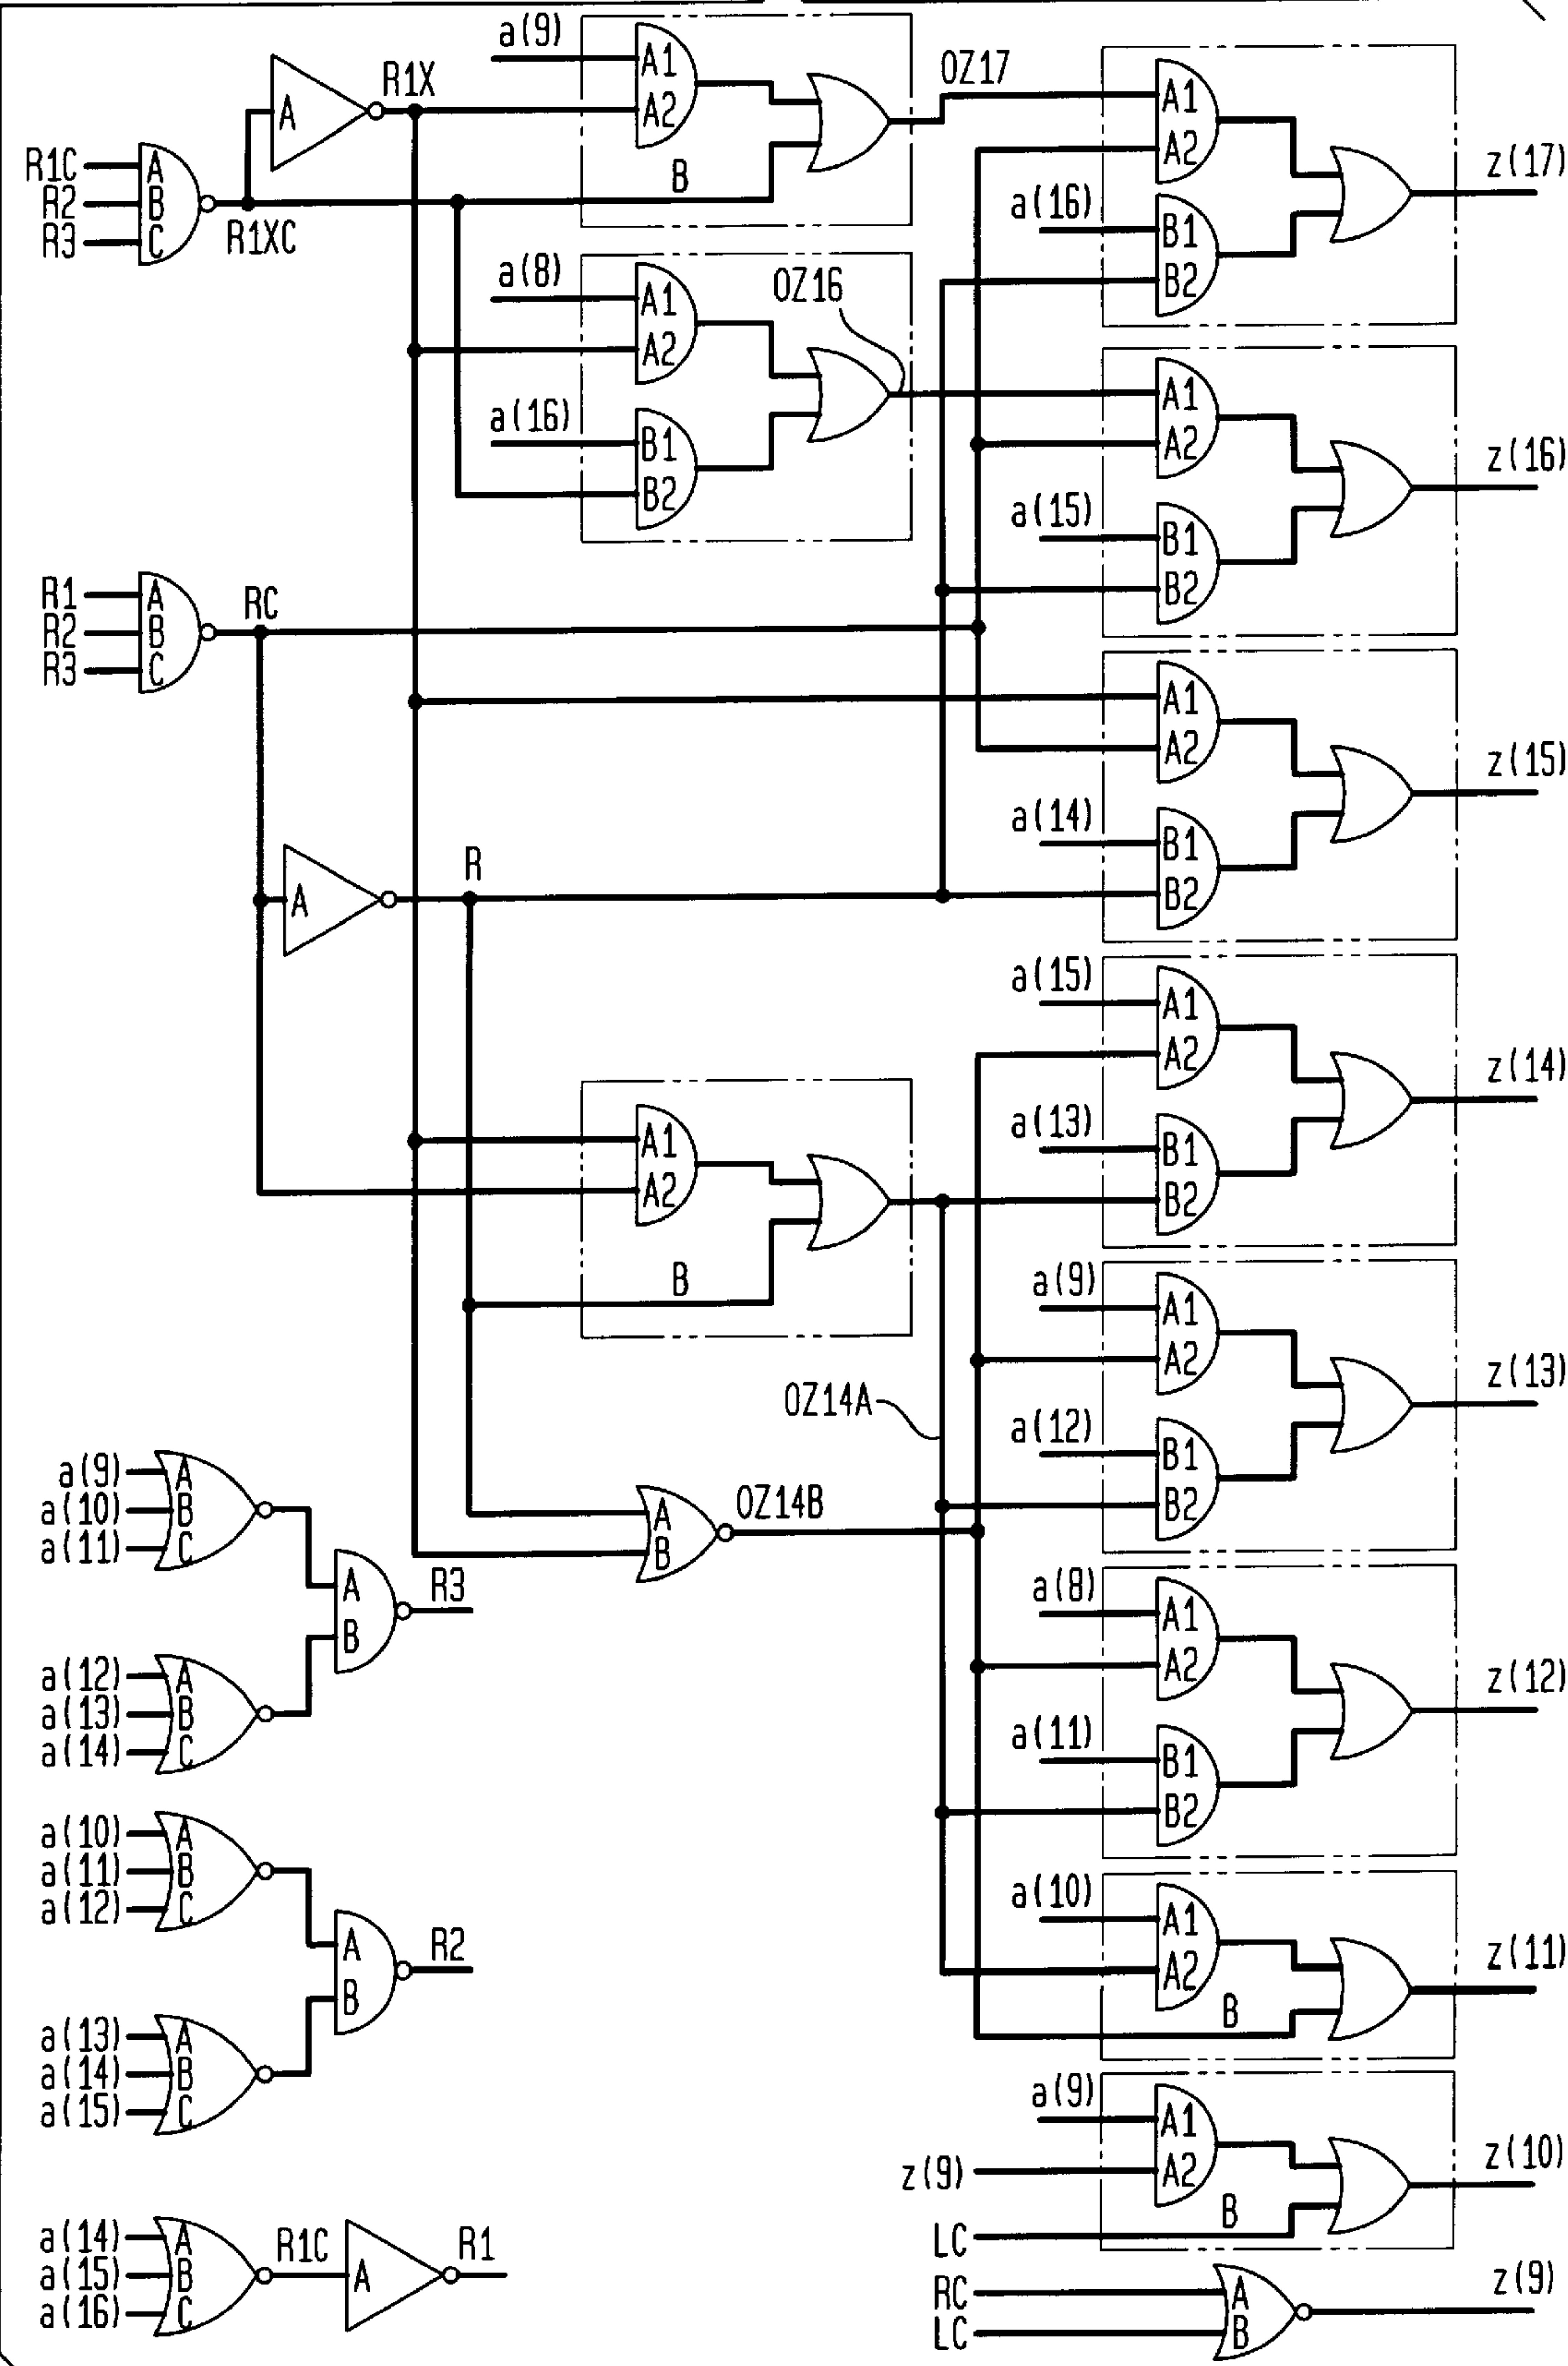 a(9)
A1
A2
B
OZ17
R1X
A
R1C
R2
R3
A
B
C
R1XC
A1
A2
a(16)
B1
B2
z(17)
a(8)
A1
A2
a(16)
B1
B2
OZ16
A1
A2
a(15)
B1
B2
z(16)
R1
R2
R3
A
B
C
RC
A1
A2
a(14)
B1
B2
z(15)
A
R
a(15)
A1
A2
a(13)
B1
B2
z(14)
A1
A2
B
a(9)
A1
A2
a(12)
B1
B2
z(13)
OZ14A
OZ14B
A
B
a(9)
a(10)
a(11)
A
B
C
A
B
R3
a(12)
a(13)
a(14)
A
B
C
a(8)
A1
A2
a(11)
B1
B2
z(12)
a(10)
a(11)
a(12)
A
B
C
A
B
R2
a(13)
a(14)
a(15)
A
B
C
a(10)
A1
A2
B
z(11)
a(9)
z(9)
LC
A1
A2
B
z(10)
a(14)
a(15)
a(16)
A
B
C
R1C
A
R1
RC
LC
A
B
z(9)